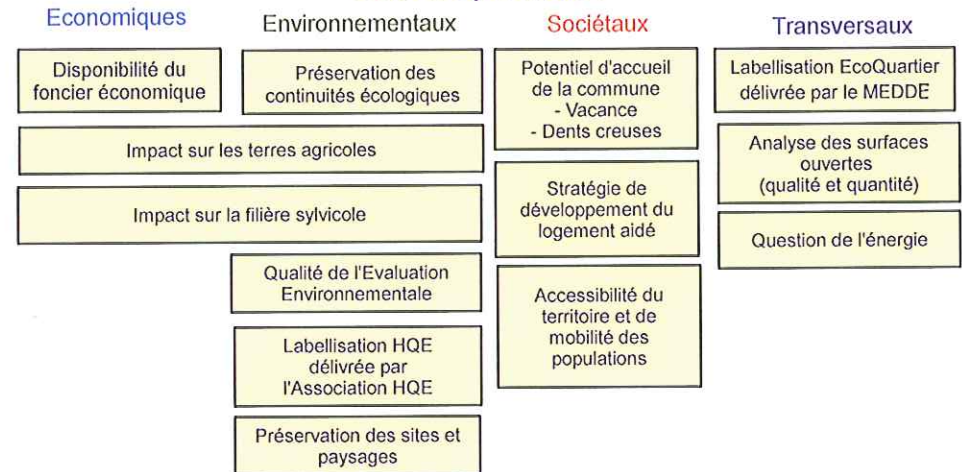 Economiques
Environnementaux
Sociétaux
Transversaux
Disponibilité du
foncier économique
Préservation des
continuités écologiques
Impact sur les terres agricoles
Impact sur la filière sylvicole
Qualité de l'Evaluation
Environnementale
Labellisation HQE
délivrée par
l'Association HQE
Préservation des sites et
paysages
Potentiel d'accueil
de la commune
- Vacance
- Dents creuses
Stratégie de
développement du
logement aidé
Accessibilité du
territoire et de
mobilité des
populations
Labellisation EcoQuartier
délivrée par le MEDDE
Analyse des surfaces
ouvertes
(qualité et quantité)
Question de l'énergie